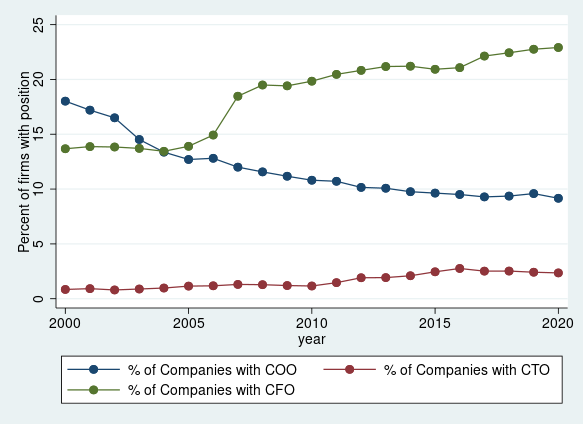 Percent of firms with position
25
20
15
10
5
0
2000 2005 2010 2015 2020
year
% of Companies with COO % of Companies with CTO
% of Companies with CFO